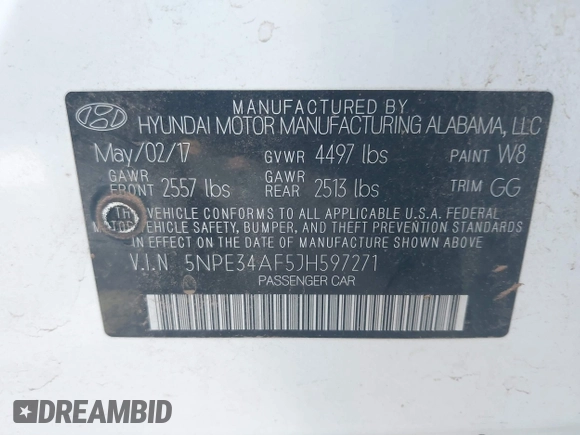 MANUFACTURED BY
HYUNDAI MOTOR MANUFACTURING ALABAMA, LLC
May/02/17 GVWR 4497 lbs PAINT W8
GAWR FRONT 2557 lbs GAWR REAR 2513 lbs TRIM GG
THIS VEHICLE CONFORMS TO ALL APPLICABLE U.S.A. FEDERAL
MOTOR VEHICLE SAFETY, BUMPER, AND THEFT PREVENTION STANDARDS
IN EFFECT ON THE DATE OF MANUFACTURE SHOWN ABOVE.
V.I.N 5NPE34AF5JH597271
PASSENGER CAR
DREAMBID